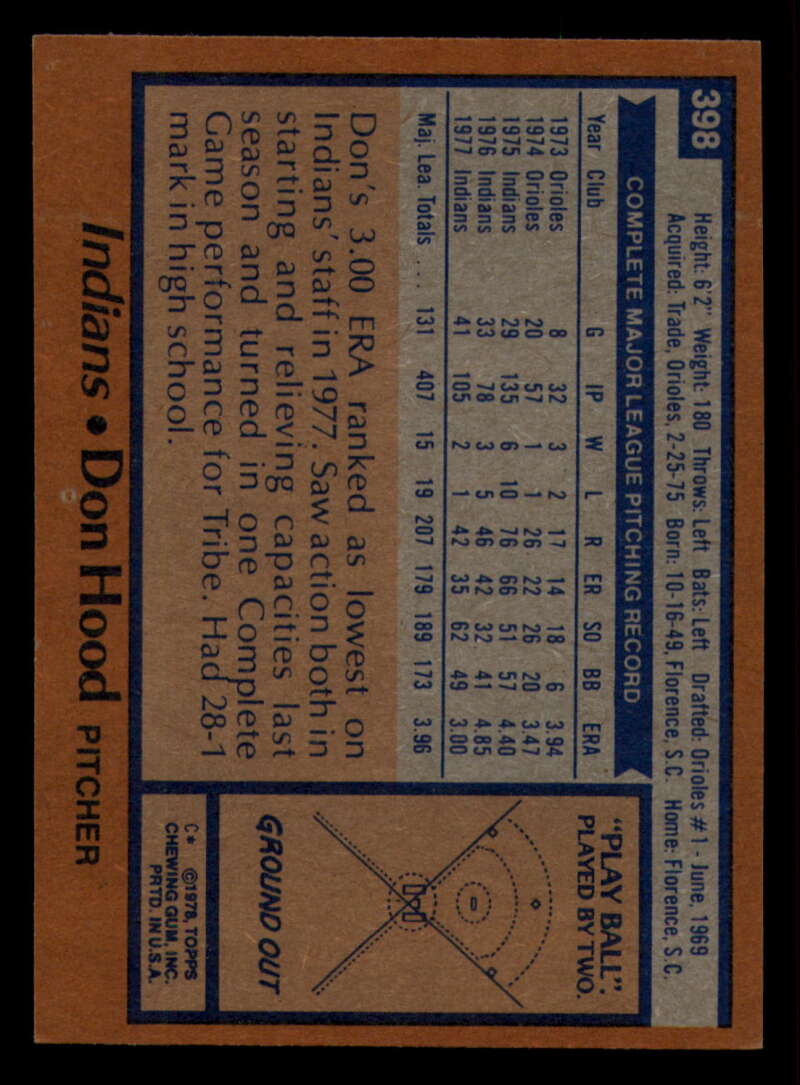 398
Height: 6'2" Weight: 180 Throws: Left Bats: Left Drafted: Orioles #1 - June, 1969
Acquired: Trade, Orioles, 2-25-75 Born: 10-16-49, Florence, S.C. Home: Florence, S.C.
COMPLETE MAJOR LEAGUE PITCHING RECORD
Year Club G IP W L R ER SO BB ERA
1973 Orioles 8 32 3 2 17 14 18 6 3.94
1974 Orioles 20 57 1 1 26 22 26 20 3.47
1975 Indians 29 135 6 10 76 66 51 57 4.40
1976 Indians 33 78 3 5 46 42 32 41 4.85
1977 Indians 41 105 2 1 42 35 62 49 3.00
Maj. Lea. Totals ... 131 407 15 19 207 179 189 173 3.96
Don's 3.00 ERA ranked as lowest on
Indians' staff in 1977. Saw action both in
starting and relieving capacities last
season and turned in one Complete
Game performance for Tribe. Had 28-1
mark in high school.
"PLAY BALL":
PLAYED BY TWO.
GROUND OUT
C* ©1978, TOPPS
CHEWING GUM, INC.
PRTD. IN U.S.A.
Indians • Don Hood PITCHER